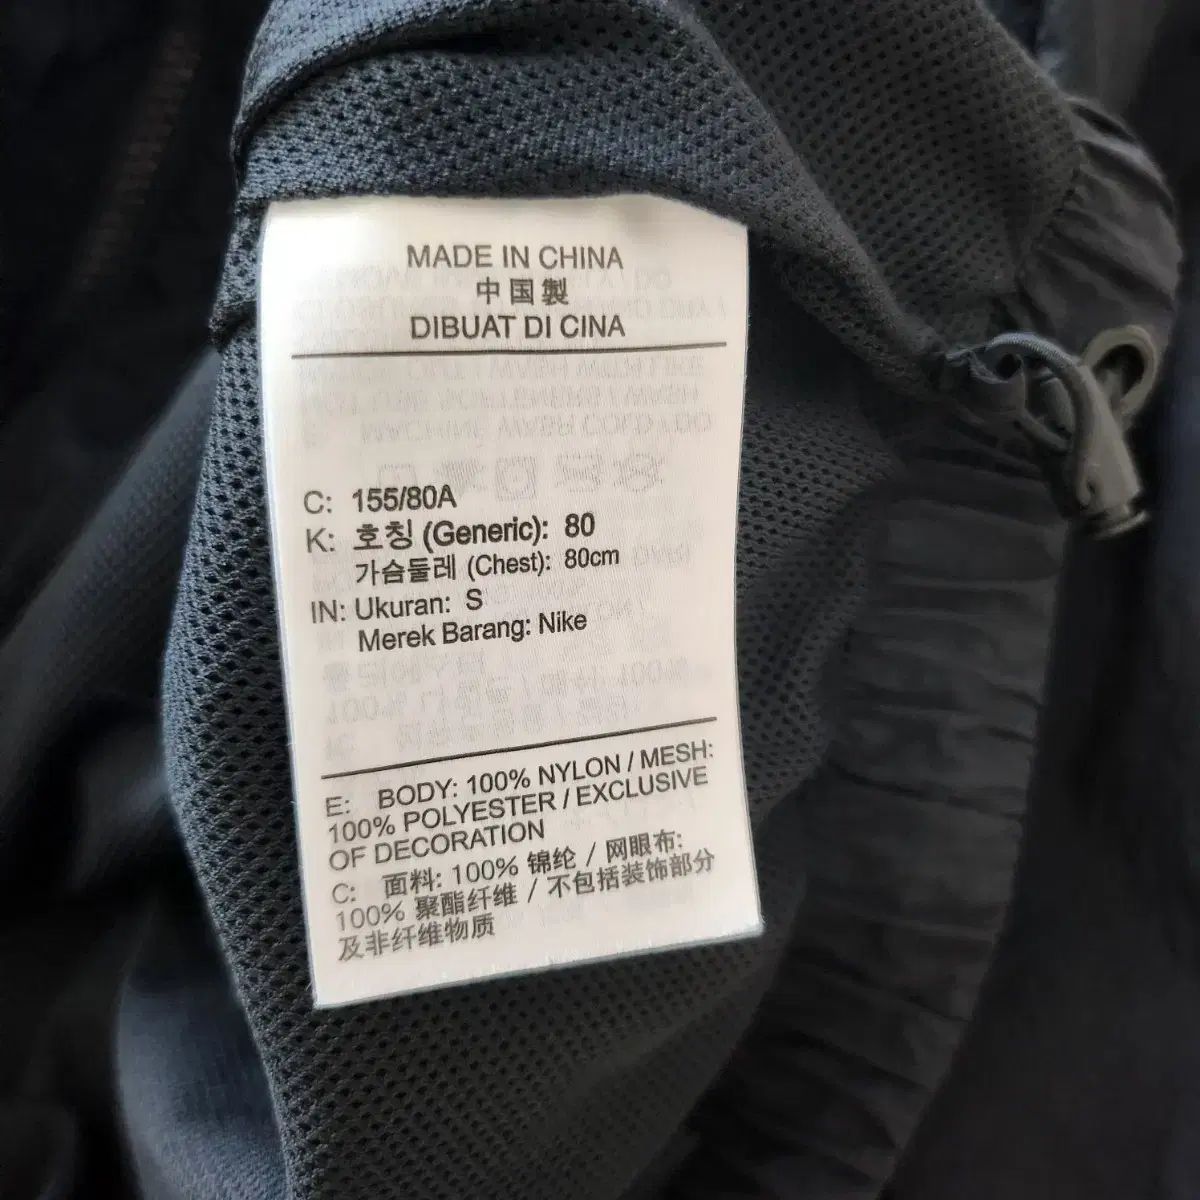 MADE IN CHINA
中国製
DIBUAT DI CINA
C: 155/80A
K: 호칭 (Generic): 80
가슴둘레 (Chest): 80cm
IN: Ukuran: S
Merek Barang: Nike
E: BODY: 100% NYLON / MESH:
100% POLYESTER / EXCLUSIVE
OF DECORATION
C: 面料: 100% 锦纶 / 网眼布:
100% 聚酯纤维 / 不包括装饰部分
及非纤维物质